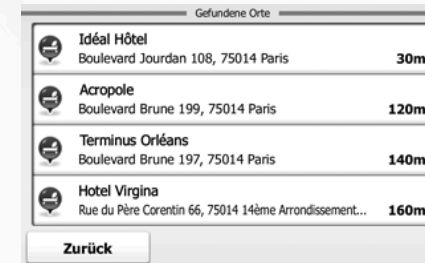 Gefundene Orte
Idéal Hôtel
Boulevard Jourdan 108, 75014 Paris 30m
Acropole
Boulevard Brune 199, 75014 Paris 120m
Terminus Orléans
Boulevard Brune 197, 75014 Paris 140m
Hotel Virgina
Rue du Père Corentin 66, 75014 14ème Arrondissement... 160m
Zurück